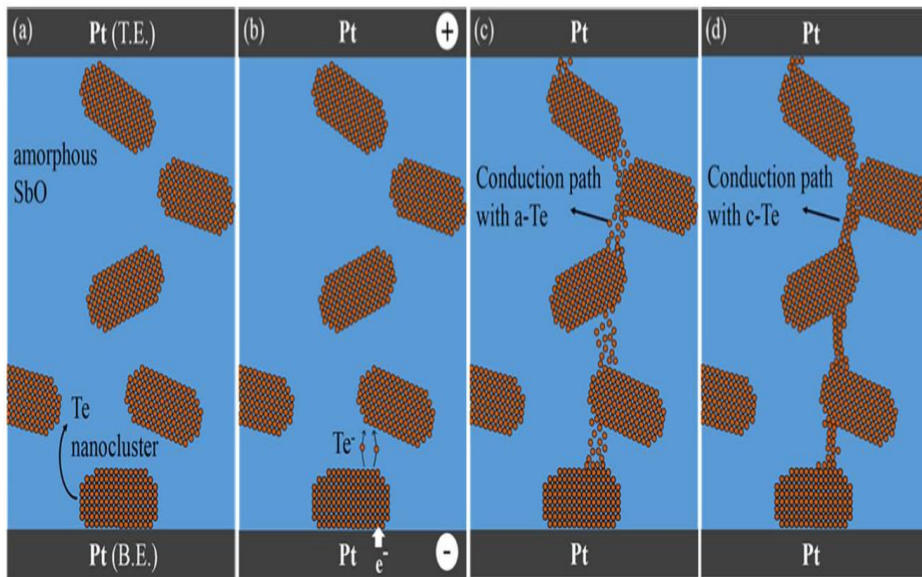 (a) Pt (T.E.)
amorphous
SbO
Te
nanocluster
Pt (B.E.)
(b) Pt +
Te-
Pt e- -
(c) Pt
Conduction path
with a-Te
Pt
(d) Pt
Conduction path
with c-Te
Pt